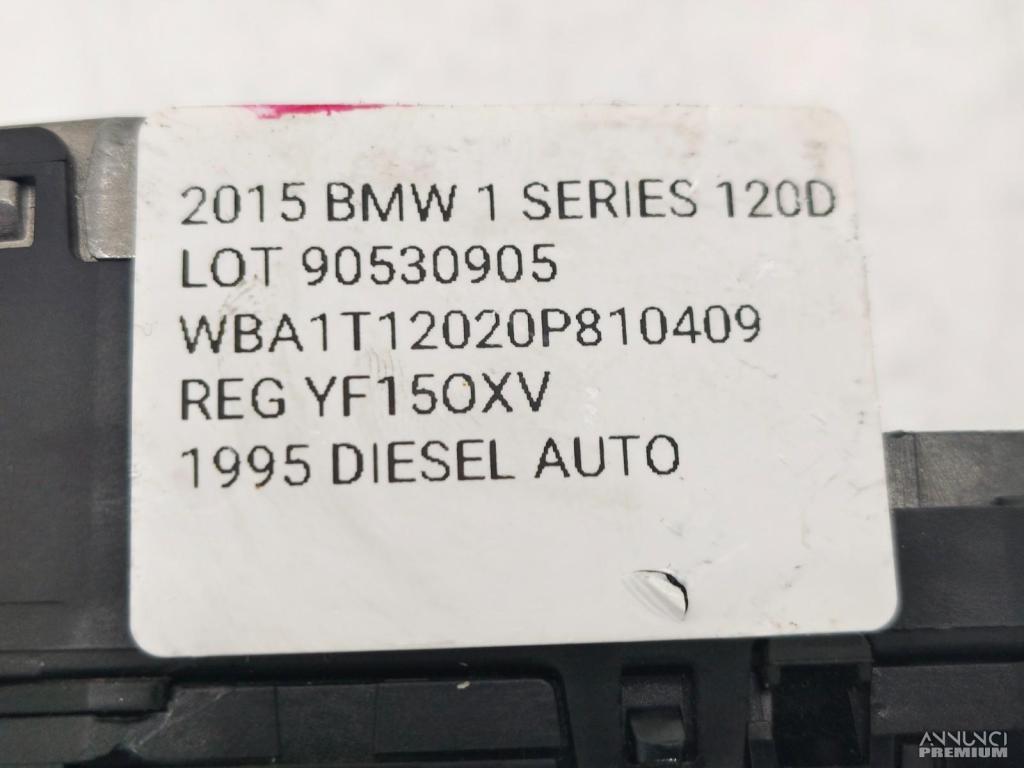 2015 BMW 1 SERIES 120D
LOT 90530905
WBA1T12020P810409
REG YF15OXV
1995 DIESEL AUTO
ANNUNCI
PREMIUM